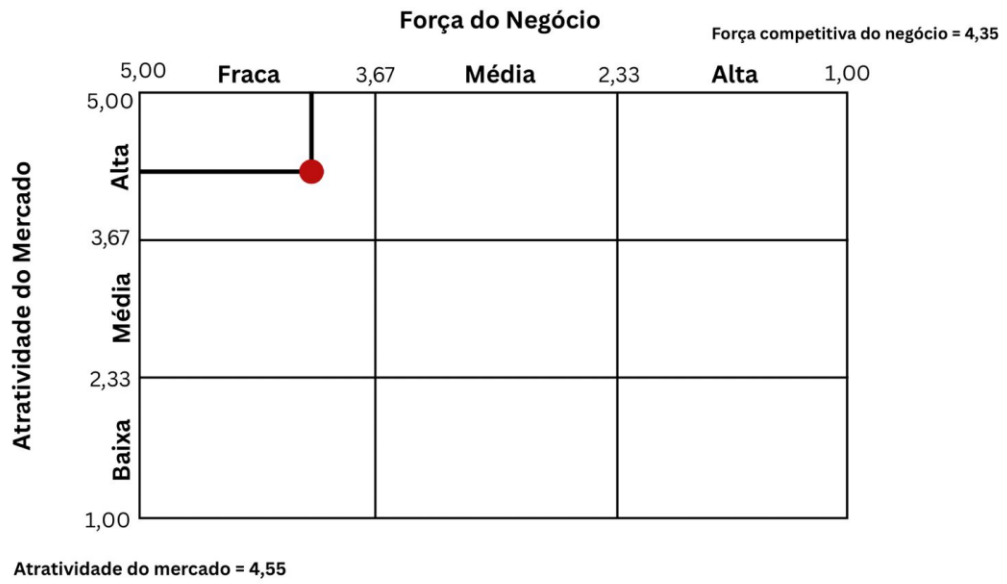 Força do Negócio
Força competitiva do negócio = 4,35
5,00 Fraca 3,67 Média 2,33 Alta 1,00
5,00
Alta
Atratividade do Mercado
3,67
Média
2,33
Baixa
1,00
Atratividade do mercado = 4,55